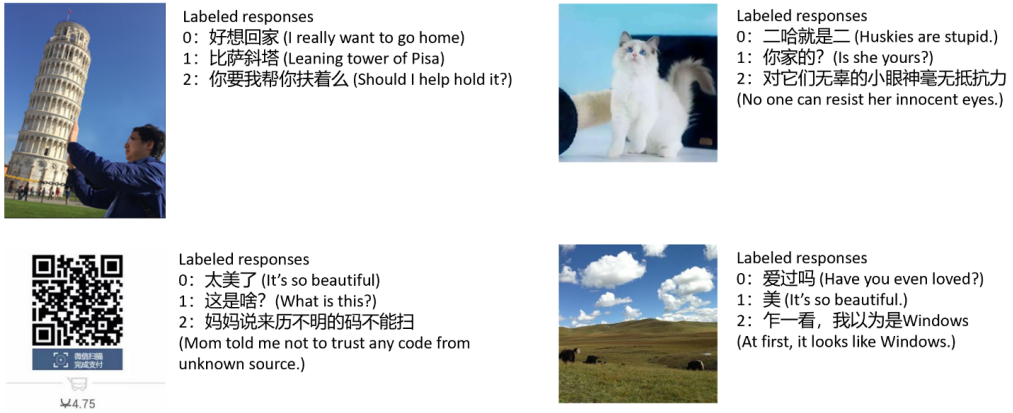 Labeled responses
0：好想回家 (I really want to go home)
1：比萨斜塔 (Leaning tower of Pisa)
2：你要我帮你扶着么 (Should I help hold it?)
Labeled responses
0：二哈就是二 (Huskies are stupid.)
1：你家的？(Is she yours?)
2：对它们无辜的小眼神毫无抵抗力
(No one can resist her innocent eyes.)
微信扫描
完成支付
¥4.75
Labeled responses
0：太美了 (It's so beautiful)
1：这是啥？(What is this?)
2：妈妈说来历不明的码不能扫
(Mom told me not to trust any code from
unknown source.)
Labeled responses
0：爱过吗 (Have you even loved?)
1：美 (It's so beautiful.)
2：乍一看，我以为是Windows
(At first, it looks like Windows.)